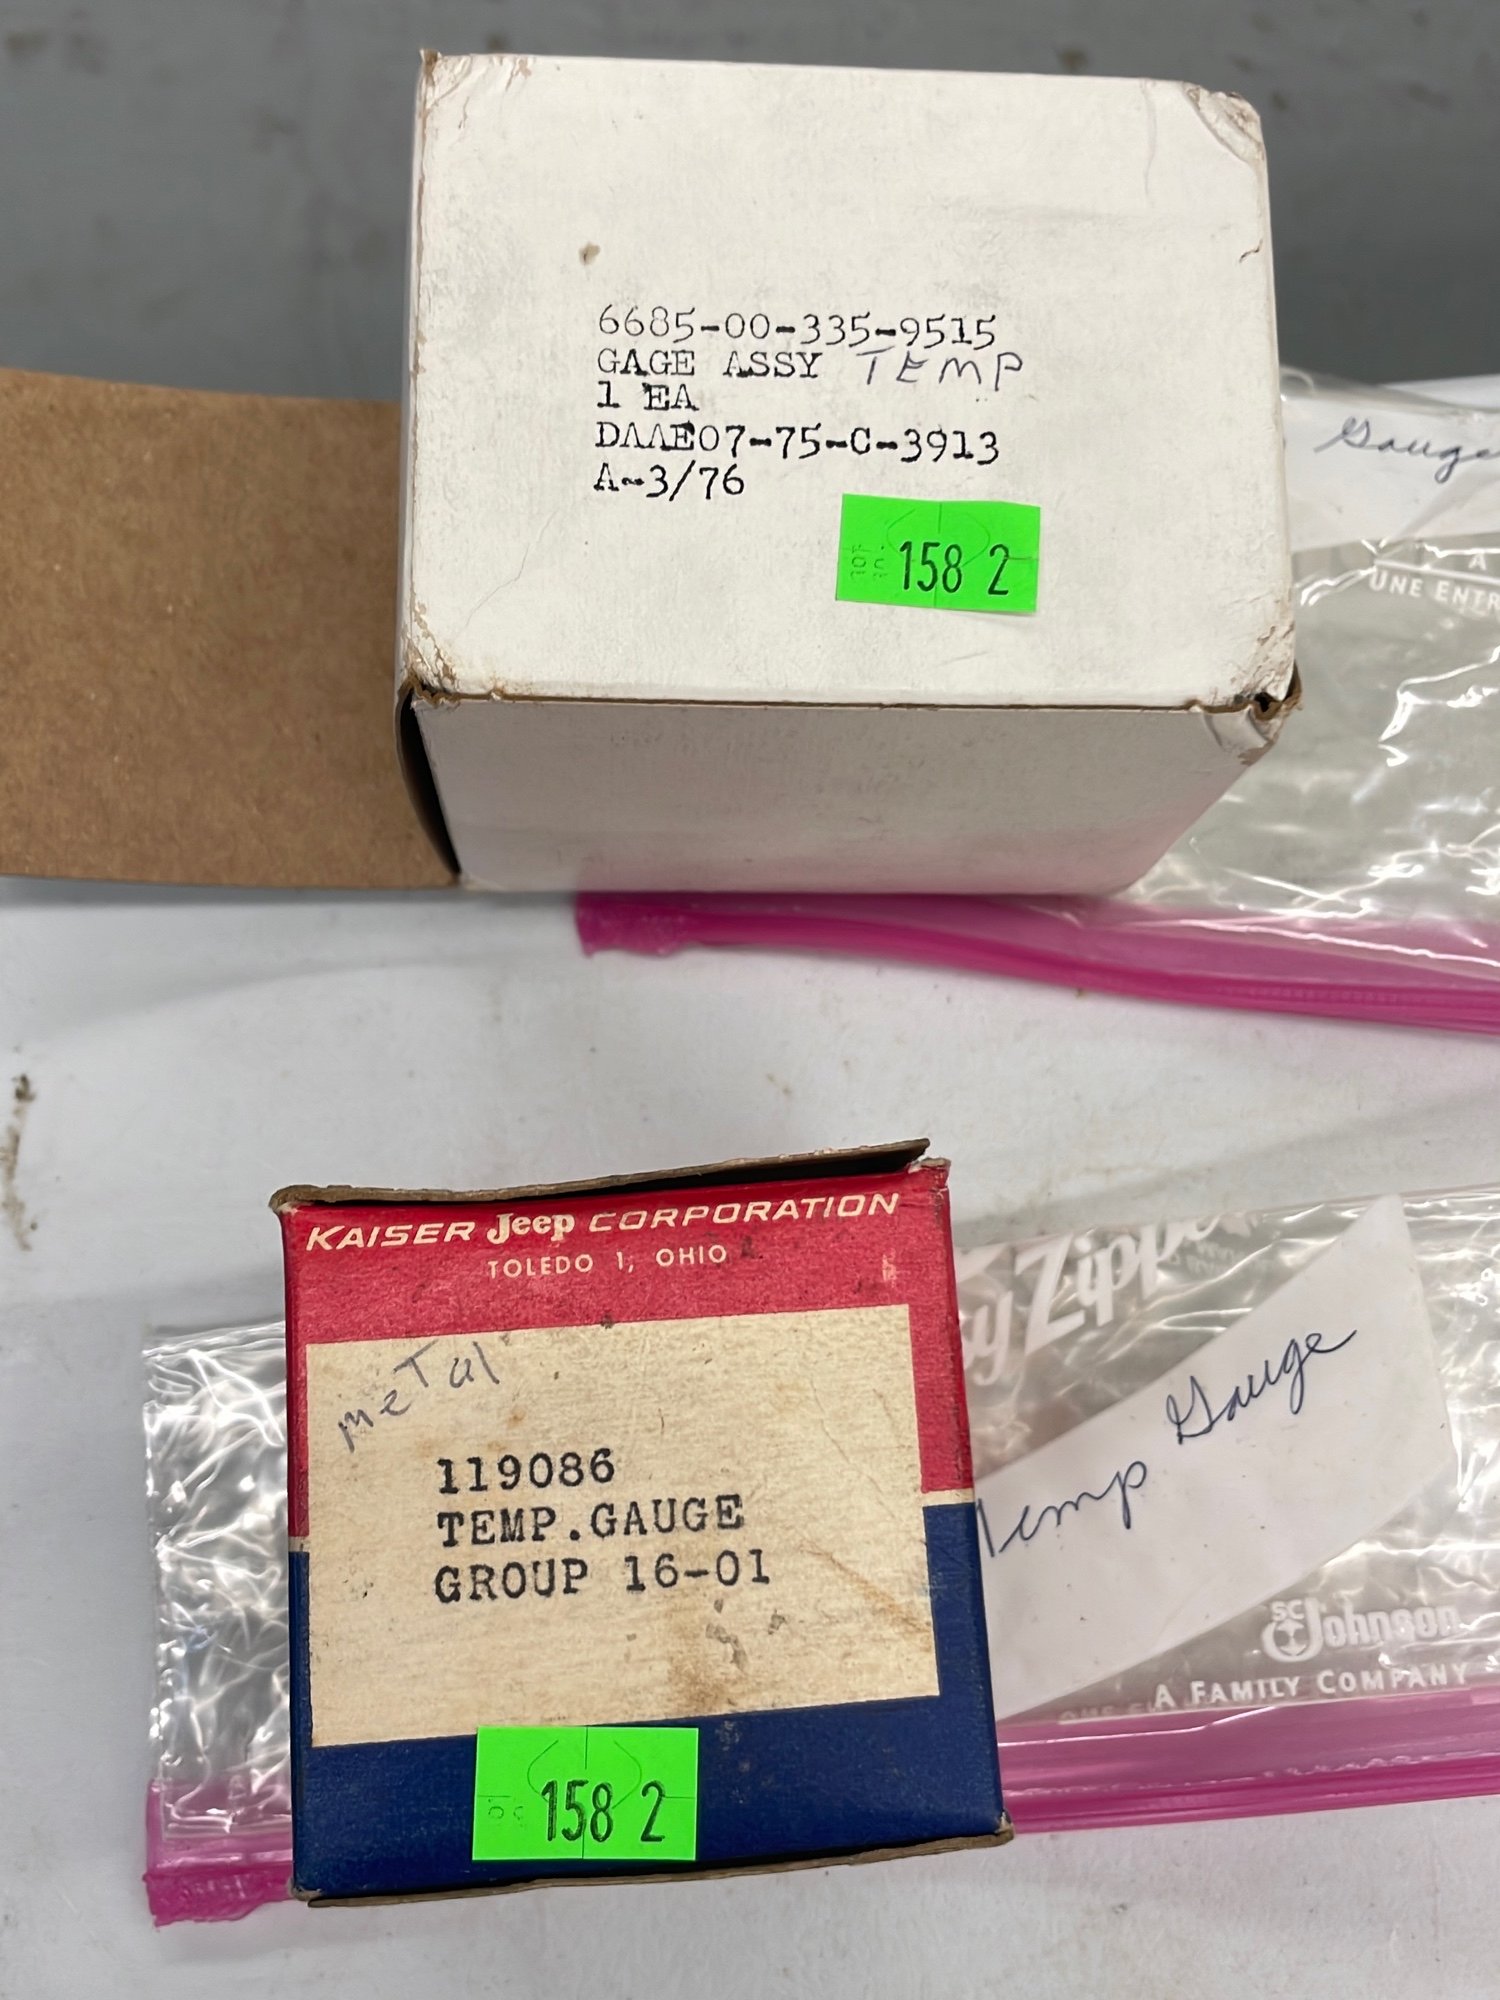 6685-00-335-9515
GAGE ASSY TEMP
1 EA
DAAE07-75-C-3913
A-3/76
158 2
Gauge
A
UNE ENTR
KAISER Jeep CORPORATION
TOLEDO 1, OHIO
metal
119086
TEMP.GAUGE
GROUP 16-01
158 2
Temp Gauge
SC Johnson
A FAMILY COMPANY